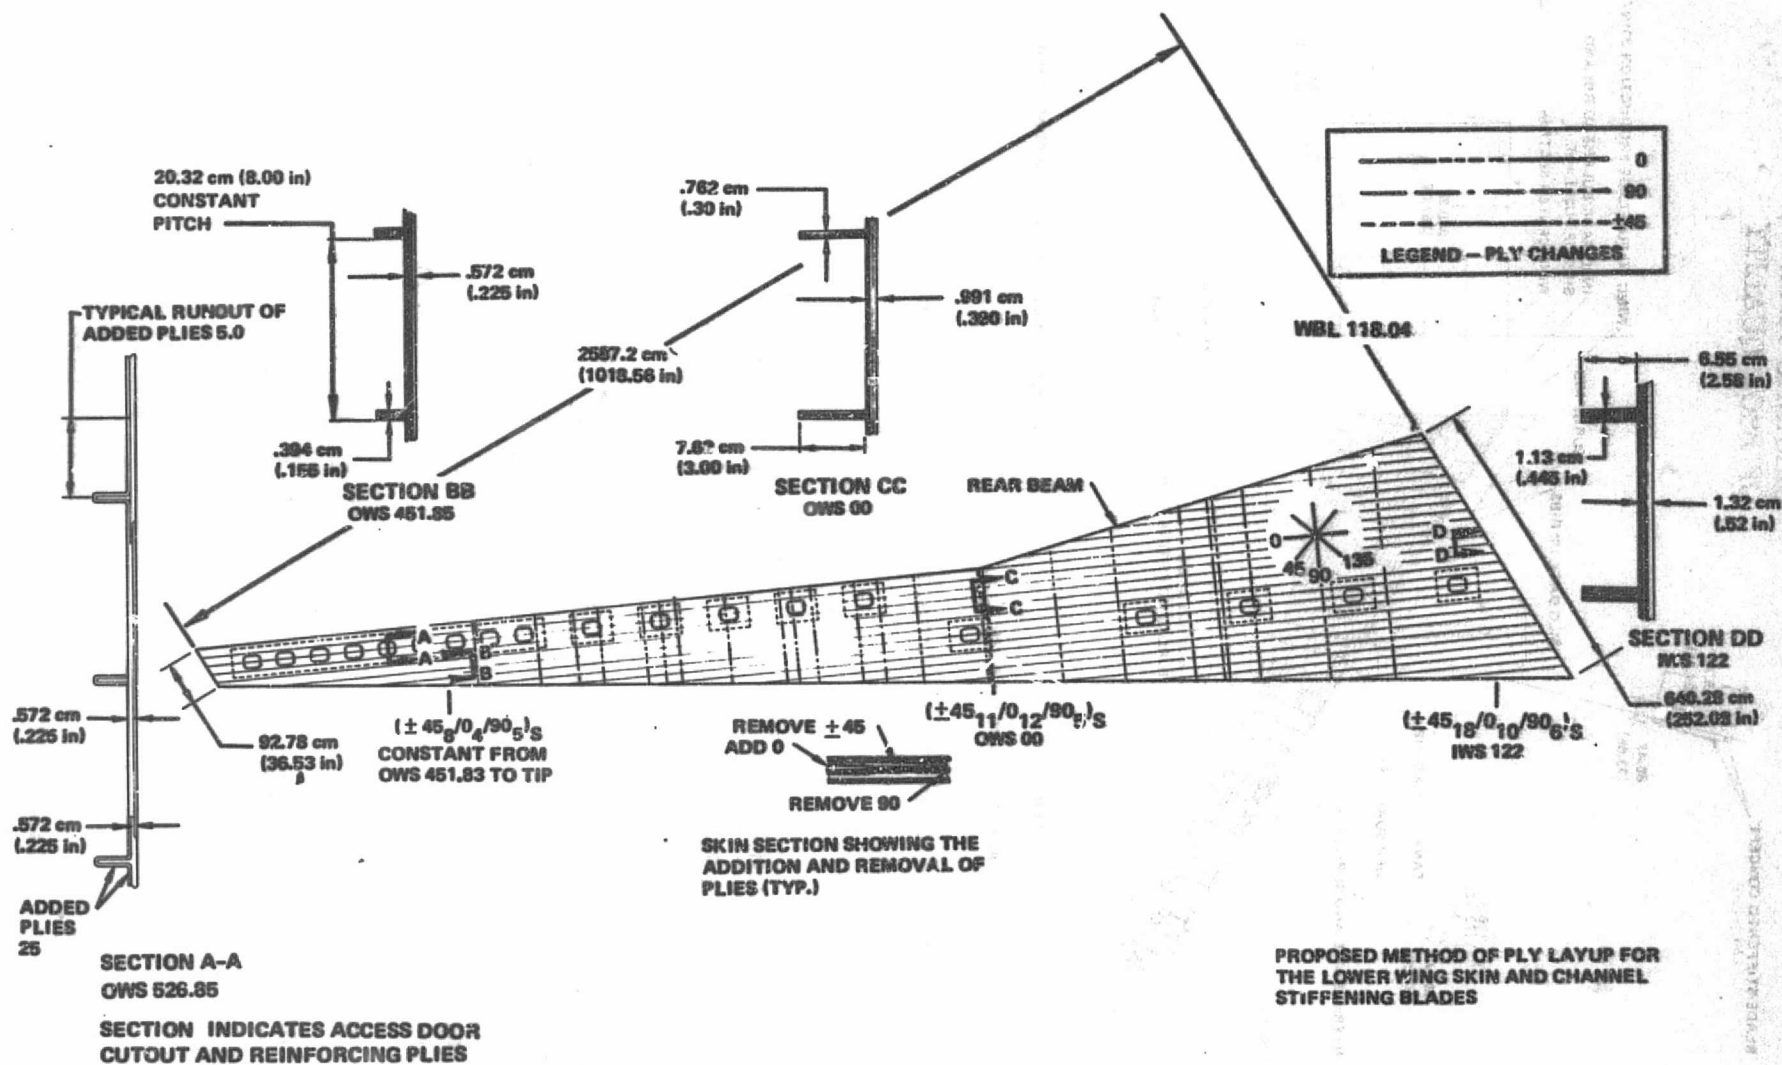 20.32 cm (8.00 in)
CONSTANT
PITCH
.572 cm
(.225 in)
TYPICAL RUNOUT OF
ADDED PLIES 5.0
.394 cm
(.155 in)
SECTION BB
OWS 451.85
2587.2 cm
(1018.56 in)
.762 cm
(.30 in)
.991 cm
(.390 in)
7.62 cm
(3.00 in)
SECTION CC
OWS 00
REAR BEAM
0
90
±45
LEGEND – PLY CHANGES
WBL 118.04
6.55 cm
(2.58 in)
1.13 cm
(.445 in)
1.32 cm
(.52 in)
SECTION DD
IWS 122
640.28 cm
(252.08 in)
0
45
90
135
D
D
C
C
A
A
B
B
.572 cm
(.225 in)
92.78 cm
(36.53 in)
(±45₈/0₄/90₅)S
CONSTANT FROM
OWS 451.83 TO TIP
(±45₁₁/0₁₂/90₅)S
OWS 00
(±45₁₈/0₁₀/90₆)S
IWS 122
REMOVE ±45
ADD 0
REMOVE 90
SKIN SECTION SHOWING THE
ADDITION AND REMOVAL OF
PLIES (TYP.)
.572 cm
(.225 in)
ADDED
PLIES
25
SECTION A-A
OWS 526.85
SECTION INDICATES ACCESS DOOR
CUTOUT AND REINFORCING PLIES
PROPOSED METHOD OF PLY LAYUP FOR
THE LOWER WING SKIN AND CHANNEL
STIFFENING BLADES